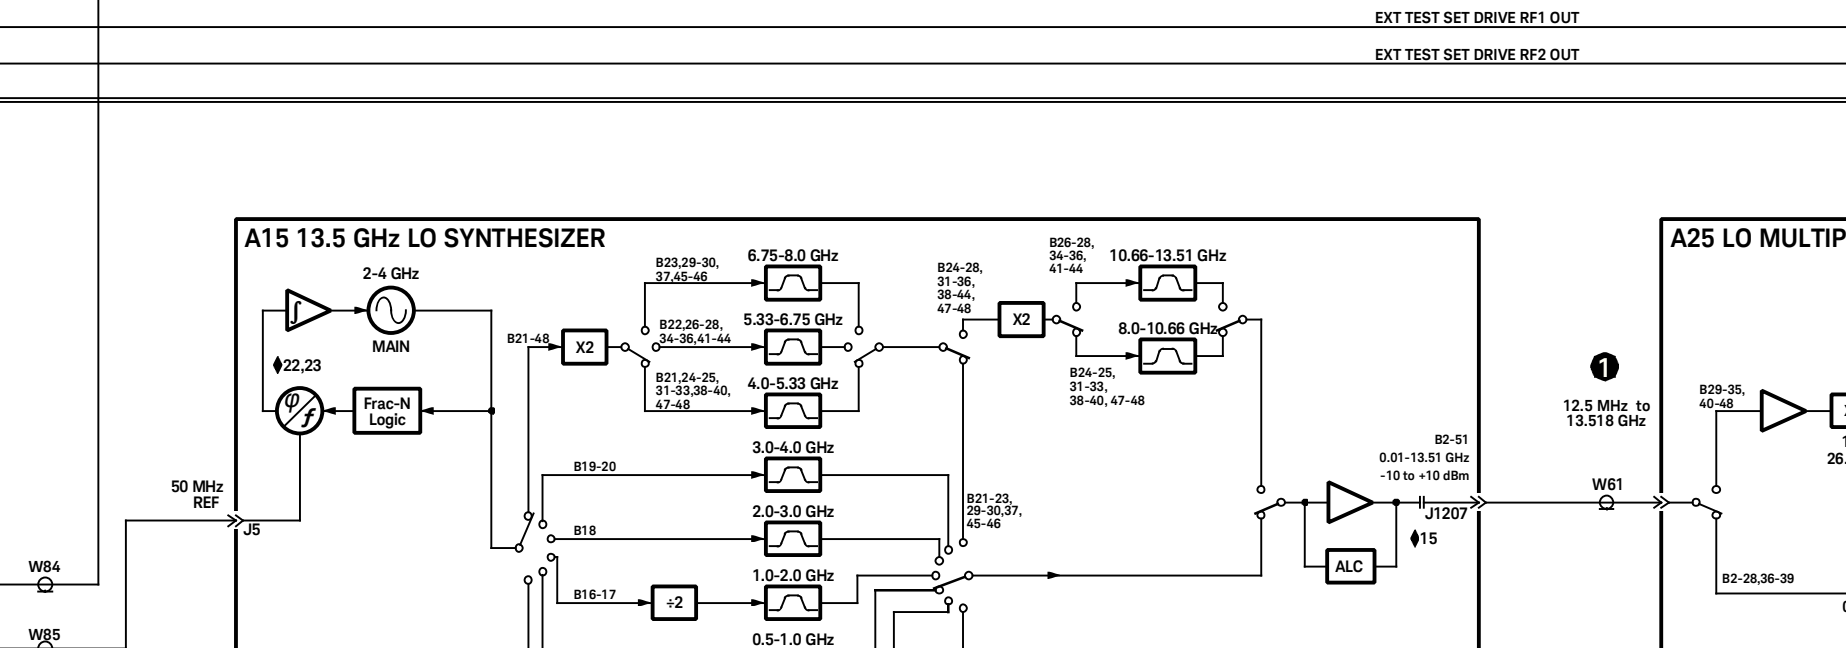 EXT TEST SET DRIVE RF1 OUT
EXT TEST SET DRIVE RF2 OUT
A15 13.5 GHz LO SYNTHESIZER
A25 LO MULTIP
2-4 GHz
MAIN
♦22,23
φ/f
Frac-N
Logic
50 MHz
REF
J5
W84
W85
B21-48
X2
B23,29-30,
37,45-46
6.75-8.0 GHz
B22,26-28,
34-36,41-44
5.33-6.75 GHz
B21,24-25,
31-33,38-40,
47-48
4.0-5.33 GHz
B19-20
3.0-4.0 GHz
B18
2.0-3.0 GHz
B16-17
÷2
1.0-2.0 GHz
0.5-1.0 GHz
B24-28,
31-36,
38-44,
47-48
X2
B26-28,
34-36,
41-44
10.66-13.51 GHz
8.0-10.66 GHz
B24-25,
31-33,
38-40, 47-48
B21-23,
29-30,37,
45-46
ALC
B2-51
0.01-13.51 GHz
-10 to +10 dBm
J1207
♦15
1
12.5 MHz to
13.518 GHz
W61
B29-35,
40-48
26.
B2-28,36-39